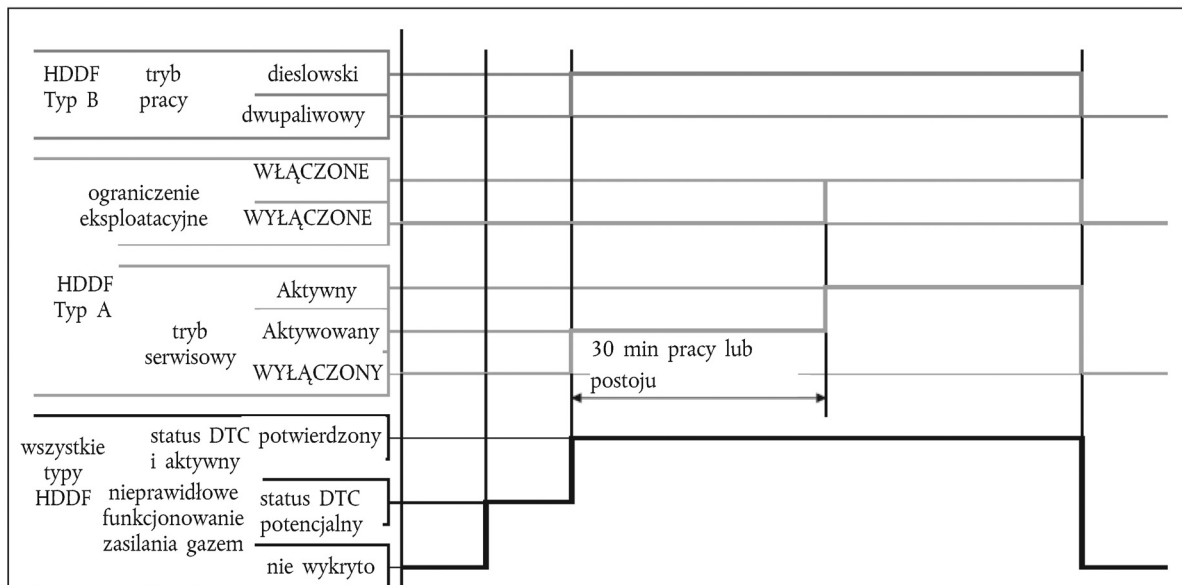 HDDF tryb dieslowski
Typ B pracy
dwupaliwowy
WŁĄCZONE
ograniczenie
eksploatacyjne WYŁĄCZONE
HDDF Aktywny
Typ A
tryb Aktywowany
serwisowy
WYŁĄCZONY
30 min pracy lub
postoju
wszystkie status DTC potwierdzony
typy i aktywny
HDDF nieprawidłowe status DTC
funkcjonowanie potencjalny
zasilania gazem
nie wykryto